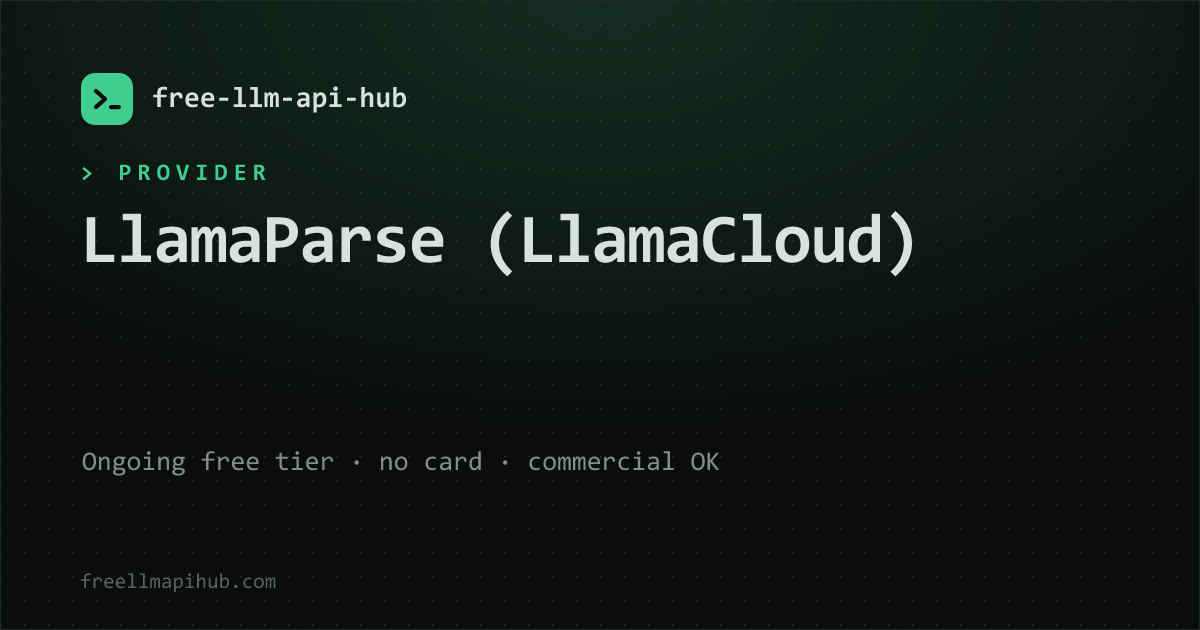 free-llm-api-hub
> PROVIDER
LlamaParse (LlamaCloud)
Ongoing free tier · no card · commercial OK
freellmapihub.com